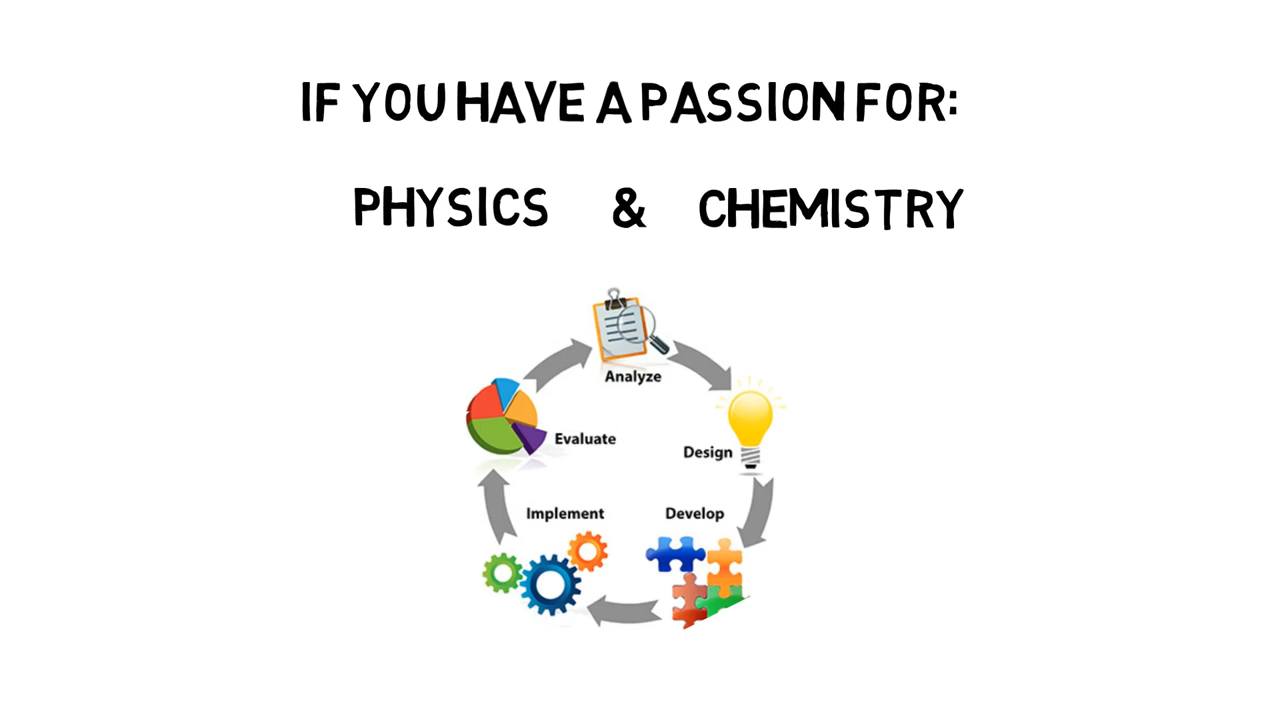 IF YOU HAVE A PASSION FOR:
PHYSICS & CHEMISTRY
Analyze
Evaluate
Design
Implement
Develop